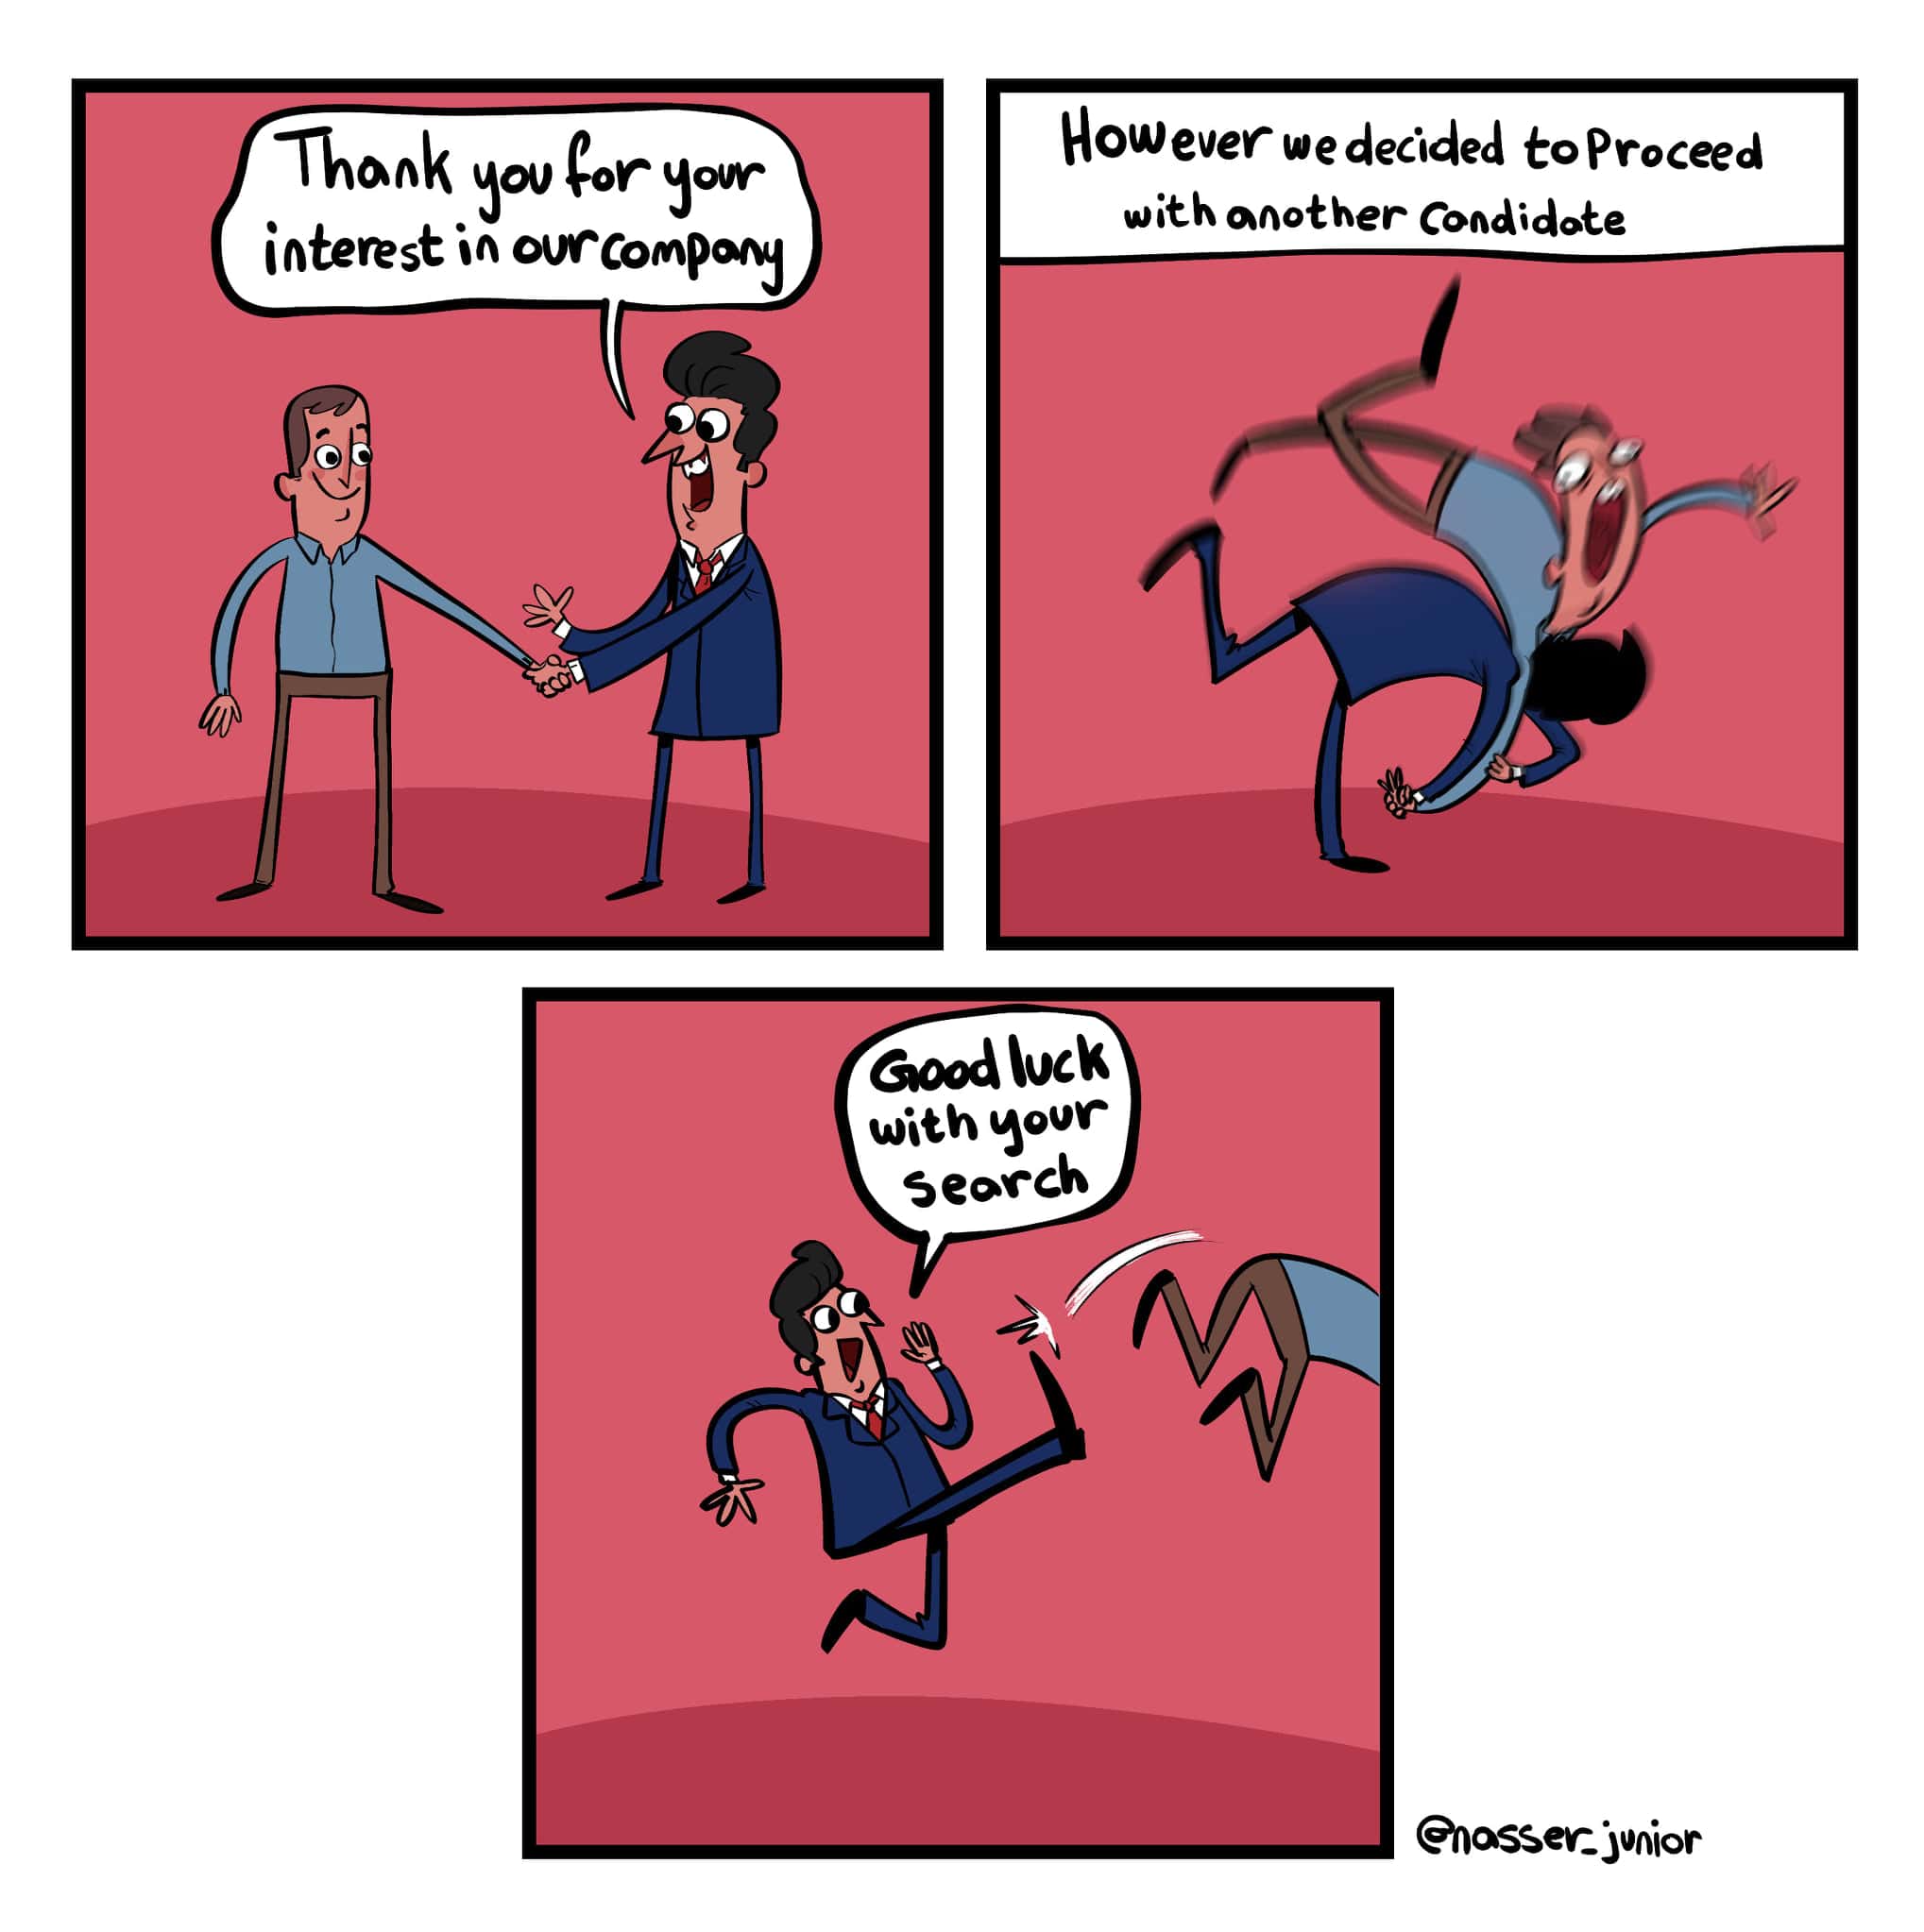 Thank you for your
interest in our company
However we decided to Proceed
with another Candidate
Good luck
with your
search
@nasser_junior